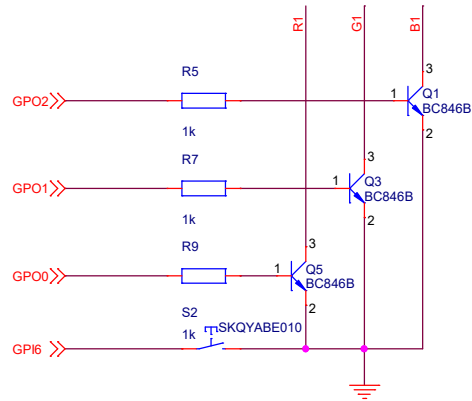 R1
G1
B1
R5
3
GPO2
1
Q1
BC846B
1k
2
R7
3
GPO1
1
Q3
BC846B
1k
2
R9
3
GPO0
1
Q5
BC846B
S2
2
1k
SKQYABE010
GPI6